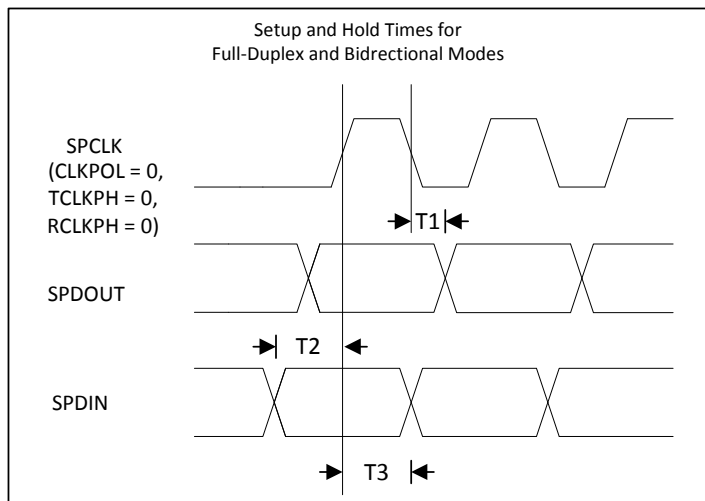 Setup and Hold Times for
Full-Duplex and Bidrectional Modes
SPCLK
(CLKPOL = 0,
TCLKPH = 0,
RCLKPH = 0)
T1
SPDOUT
T2
SPDIN
T3